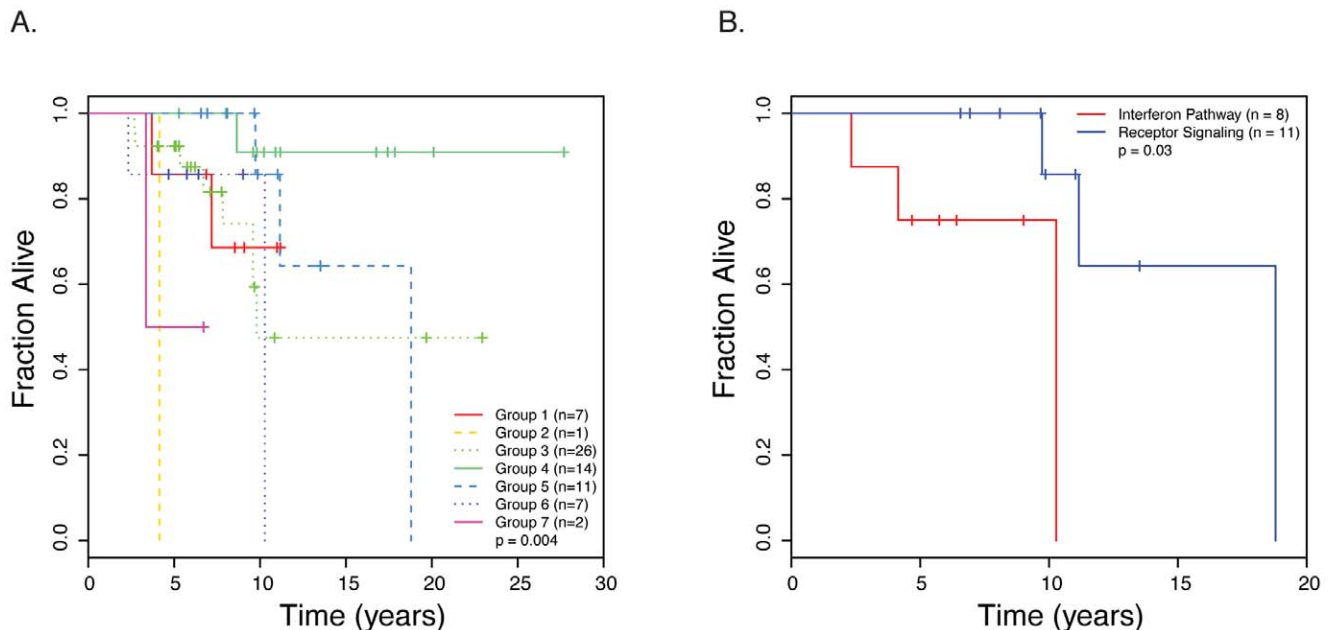 A.
Fraction Alive
0.0 0.2 0.4 0.6 0.8 1.0
Group 1 (n=7)
Group 2 (n=1)
Group 3 (n=26)
Group 4 (n=14)
Group 5 (n=11)
Group 6 (n=7)
Group 7 (n=2)
p = 0.004
0 5 10 15 20 25 30
Time (years)
B.
Fraction Alive
0.0 0.2 0.4 0.6 0.8 1.0
Interferon Pathway (n = 8)
Receptor Signaling (n = 11)
p = 0.03
0 5 10 15 20
Time (years)